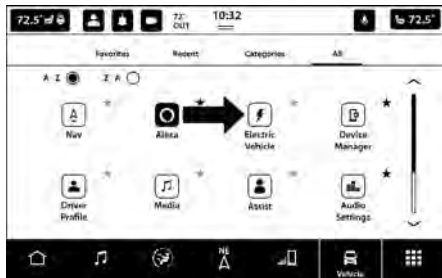 72.5° 72° OUT 10:32 72.5°
Favorites Recent Categories All
A Z Z A
Nav Alexa Electric Vehicle Device Manager
Driver Profile Media Assist Audio Settings
NE
Vehicle